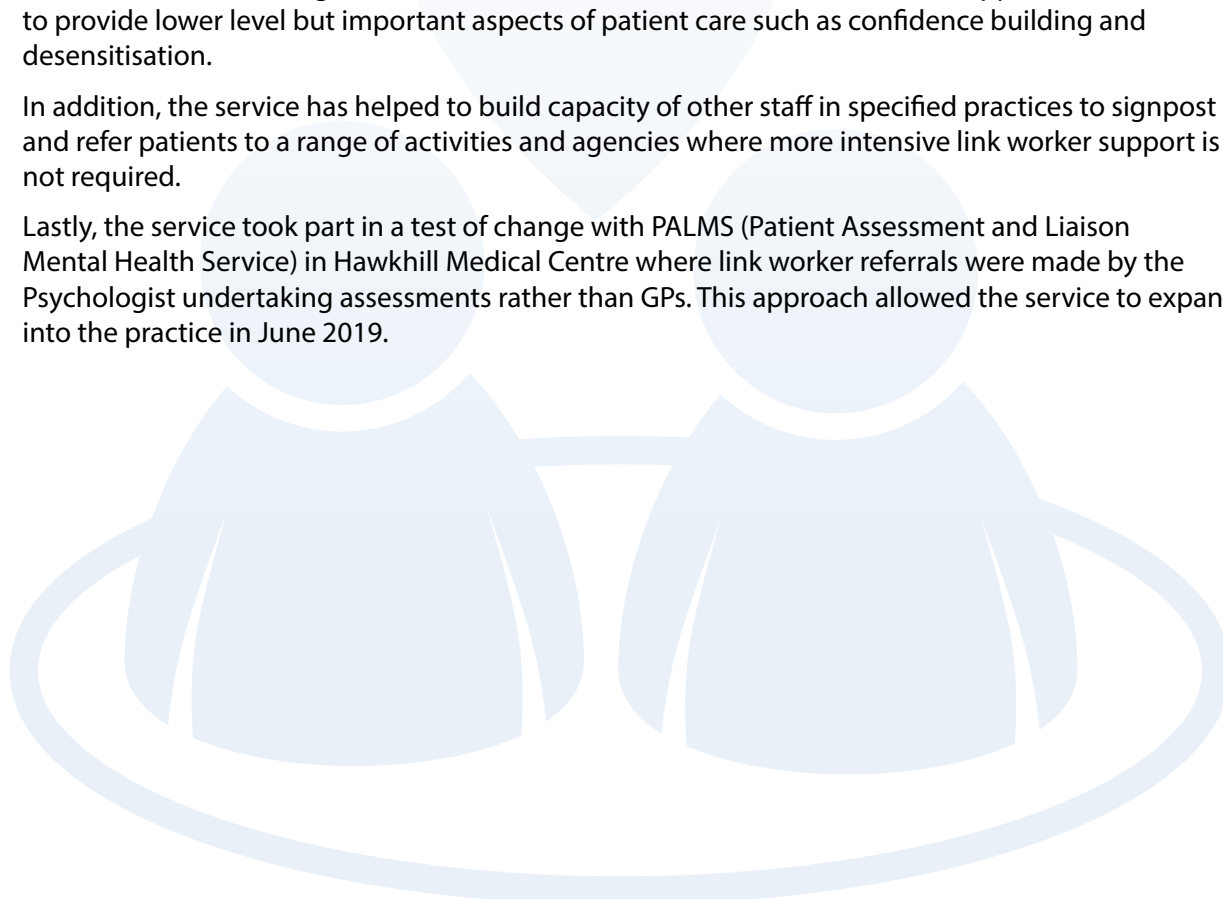 to provide lower level but important aspects of patient care such as confidence building and
desensitisation.
In addition, the service has helped to build capacity of other staff in specified practices to signpost
and refer patients to a range of activities and agencies where more intensive link worker support is
not required.
Lastly, the service took part in a test of change with PALMS (Patient Assessment and Liaison
Mental Health Service) in Hawkhill Medical Centre where link worker referrals were made by the
Psychologist undertaking assessments rather than GPs. This approach allowed the service to expan
into the practice in June 2019.